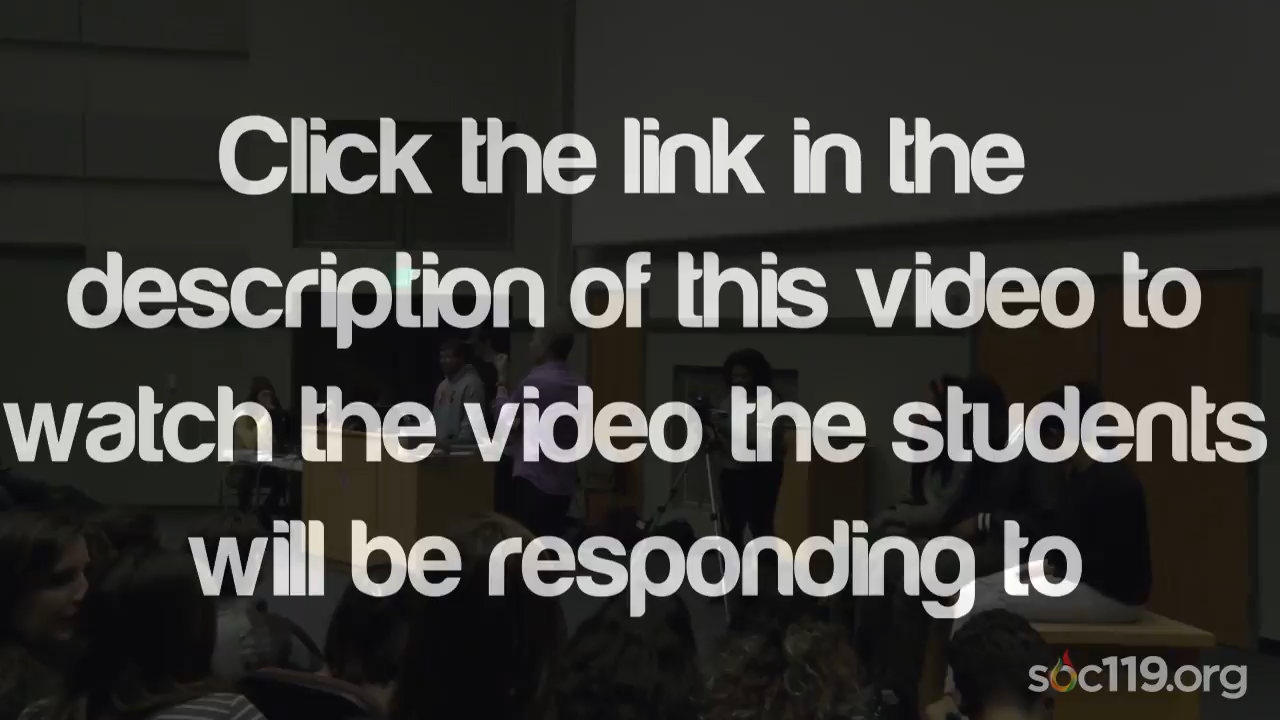 Click the link in the
description of this video to
watch the video the students
will be responding to
soc119.org